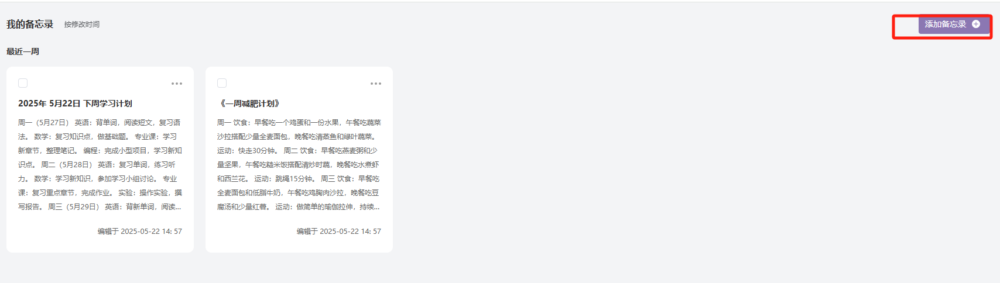 我的备忘录 按修改时间
添加备忘录
最近一周
2025年 5月22日 下周学习计划
周一（5月27日） 英语：背单词，阅读短文，复习语
法。 数学：复习知识点，做基础题。 专业课：学习
新章节，整理笔记。 编程：完成小型项目，学习新知
识点。 周二（5月28日） 英语：复习单词，练习听
力。 数学：学习新知识，参加学习小组讨论。 专业
课：复习重点章节，完成作业。 实验：操作实验，撰
写报告。 周三（5月29日） 英语：背新单词，阅读...
编辑于 2025-05-22 14: 57
《一周减肥计划》
周一 饮食：早餐吃一个鸡蛋和一份水果，午餐吃蔬菜
沙拉搭配少量全麦面包，晚餐吃清蒸鱼和绿叶蔬菜。
运动：快走30分钟。 周二 饮食：早餐吃燕麦粥和少
量坚果，午餐吃糙米饭搭配清炒时蔬，晚餐吃水煮虾
和西兰花。 运动：跳绳15分钟。 周三 饮食：早餐吃
全麦面包和低脂牛奶，午餐吃鸡胸肉沙拉，晚餐吃豆
腐汤和少量红薯。 运动：做简单的瑜伽拉伸，持续...
编辑于 2025-05-22 14: 57